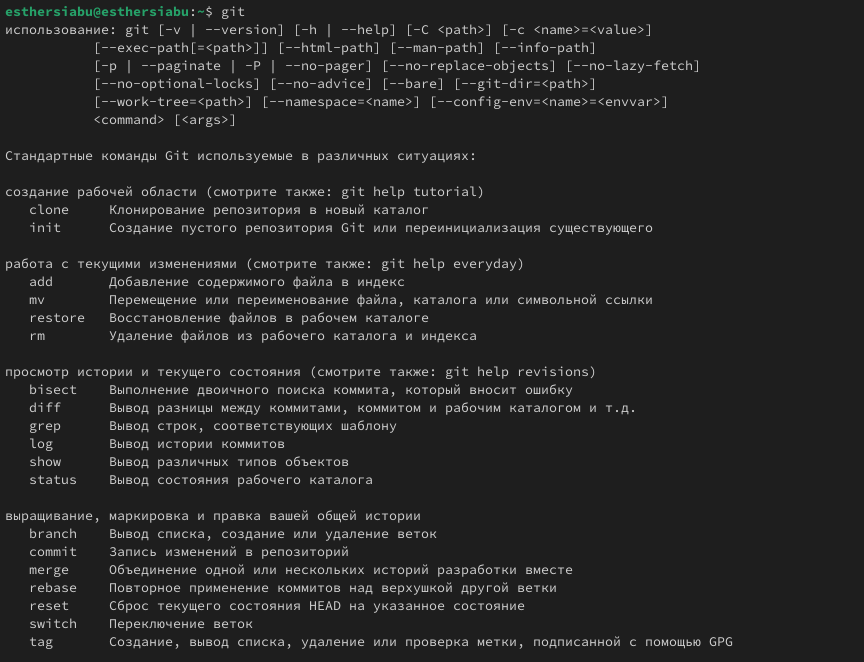 esthersiabu@esthersiabu:~$ git
использование: git [-v | --version] [-h | --help] [-C <path>] [-c <name>=<value>]
           [--exec-path[=<path>]] [--html-path] [--man-path] [--info-path]
           [-p | --paginate | -P | --no-pager] [--no-replace-objects] [--no-lazy-fetch]
           [--no-optional-locks] [--no-advice] [--bare] [--git-dir=<path>]
           [--work-tree=<path>] [--namespace=<name>] [--config-env=<name>=<envvar>]
           <command> [<args>]

Стандартные команды Git используемые в различных ситуациях:

создание рабочей области (смотрите также: git help tutorial)
   clone     Клонирование репозитория в новый каталог
   init      Создание пустого репозитория Git или переинициализация существующего

работа с текущими изменениями (смотрите также: git help everyday)
   add       Добавление содержимого файла в индекс
   mv        Перемещение или переименование файла, каталога или символьной ссылки
   restore   Восстановление файлов в рабочем каталоге
   rm        Удаление файлов из рабочего каталога и индекса

просмотр истории и текущего состояния (смотрите также: git help revisions)
   bisect    Выполнение двоичного поиска коммита, который вносит ошибку
   diff      Вывод разницы между коммитами, коммитом и рабочим каталогом и т.д.
   grep      Вывод строк, соответствующих шаблону
   log       Вывод истории коммитов
   show      Вывод различных типов объектов
   status    Вывод состояния рабочего каталога

выращивание, маркировка и правка вашей общей истории
   branch    Вывод списка, создание или удаление веток
   commit    Запись изменений в репозиторий
   merge     Объединение одной или нескольких историй разработки вместе
   rebase    Повторное применение коммитов над верхушкой другой ветки
   reset     Сброс текущего состояния HEAD на указанное состояние
   switch    Переключение веток
   tag       Создание, вывод списка, удаление или проверка метки, подписанной с помощью GPG